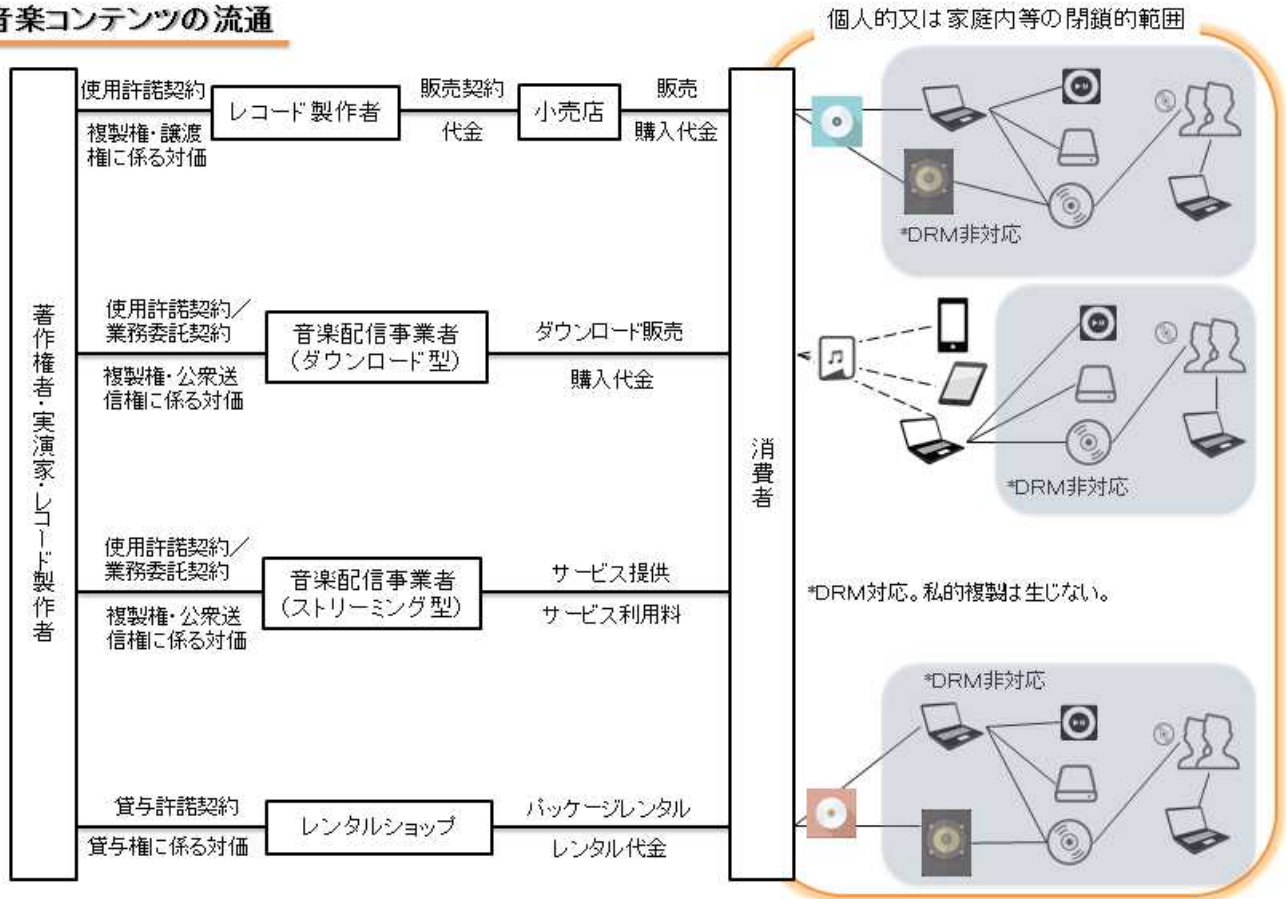 音楽コンテンツの流通
個人的又は家庭内等の閉鎖的範囲
著作権者・実演家・レコード製作者
使用許諾契約
複製権・譲渡
権に係る対価
レコード製作者
販売契約
代金
小売店
販売
購入代金
消費者
*DRM非対応
使用許諾契約／
業務委託契約
複製権・公衆送
信権に係る対価
音楽配信事業者
(ダウンロード型)
ダウンロード販売
購入代金
*DRM非対応
使用許諾契約／
業務委託契約
複製権・公衆送
信権に係る対価
音楽配信事業者
(ストリーミング型)
サービス提供
サービス利用料
*DRM対応。私的複製は生じない。
貸与許諾契約
貸与権に係る対価
レンタルショップ
パッケージレンタル
レンタル代金
*DRM非対応